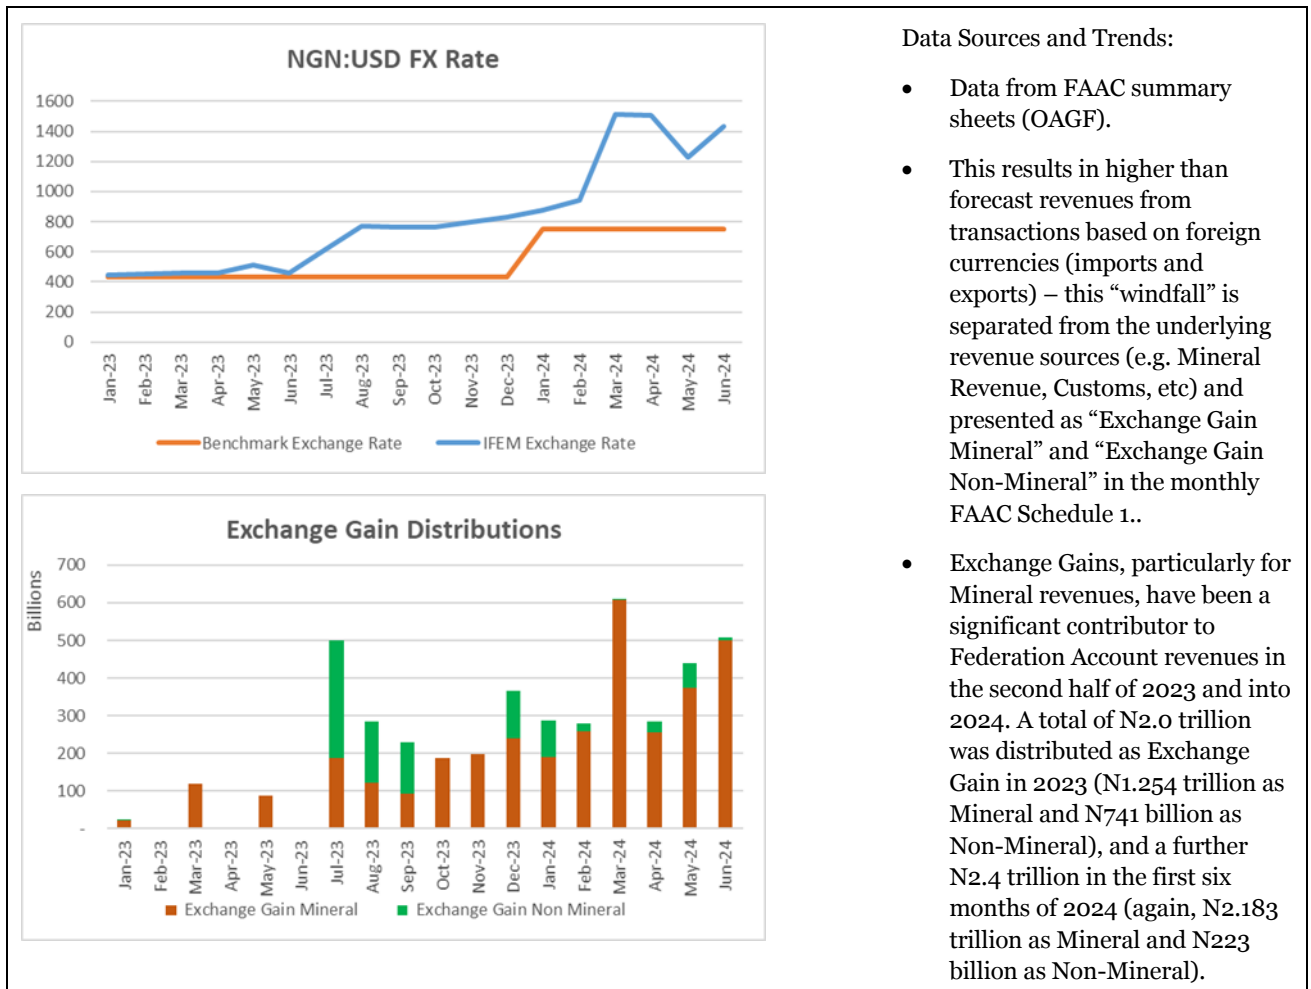 NGN:USD FX Rate
1600
1400
1200
1000
800
600
400
200
0
Jan-23
Feb-23
Mar-23
Apr-23
May-23
Jun-23
Jul-23
Aug-23
Sep-23
Oct-23
Nov-23
Dec-23
Jan-24
Feb-24
Mar-24
Apr-24
May-24
Jun-24
Benchmark Exchange Rate
IFEM Exchange Rate
Exchange Gain Distributions
Billions
700
600
500
400
300
200
100
-
Jan-23
Feb-23
Mar-23
Apr-23
May-23
Jun-23
Jul-23
Aug-23
Sep-23
Oct-23
Nov-23
Dec-23
Jan-24
Feb-24
Mar-24
Apr-24
May-24
Jun-24
Exchange Gain Mineral
Exchange Gain Non Mineral
Data Sources and Trends:
• Data from FAAC summary
sheets (OAGF).
• This results in higher than
forecast revenues from
transactions based on foreign
currencies (imports and
exports) – this “windfall” is
separated from the underlying
revenue sources (e.g. Mineral
Revenue, Customs, etc) and
presented as “Exchange Gain
Mineral” and “Exchange Gain
Non-Mineral” in the monthly
FAAC Schedule 1..
• Exchange Gains, particularly for
Mineral revenues, have been a
significant contributor to
Federation Account revenues in
the second half of 2023 and into
2024. A total of N2.0 trillion
was distributed as Exchange
Gain in 2023 (N1.254 trillion as
Mineral and N741 billion as
Non-Mineral), and a further
N2.4 trillion in the first six
months of 2024 (again, N2.183
trillion as Mineral and N223
billion as Non-Mineral).